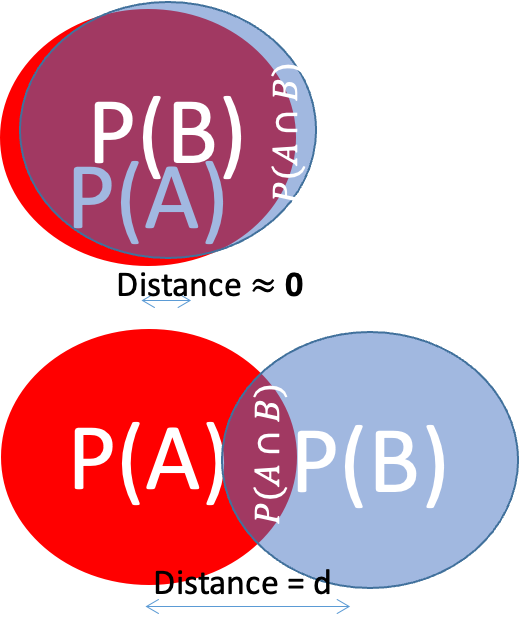 P(B)
P(A)
P(A ∩ B)
Distance ≈ 0
P(A)
P(A ∩ B)
P(B)
Distance = d